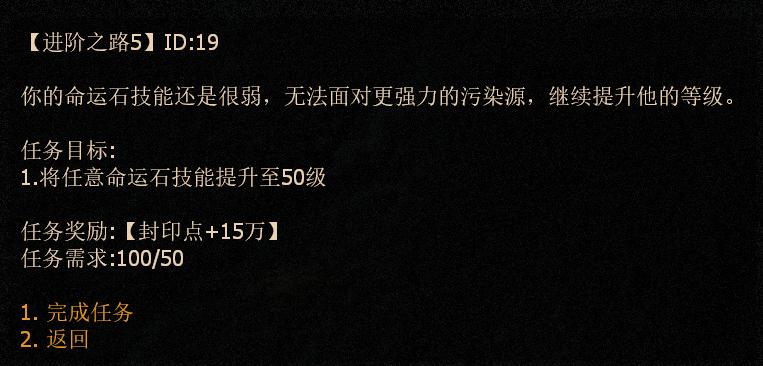 【进阶之路5】ID:19
你的命运石技能还是很弱，无法面对更强力的污染源，继续提升他的等级。
任务目标:
1.将任意命运石技能提升至50级
任务奖励:【封印点+15万】
任务需求:100/50
1. 完成任务
2. 返回